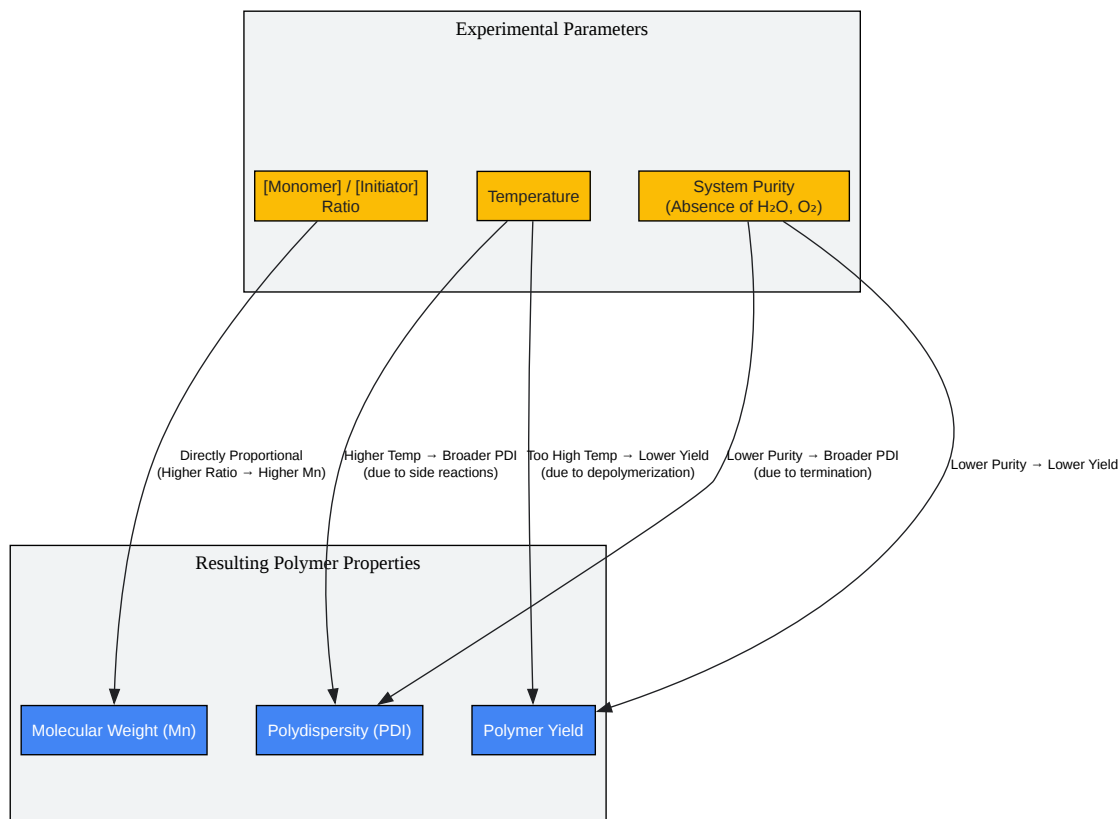 Experimental Parameters
[Monomer] / [Initiator]
Ratio
Temperature
System Purity
(Absence of H₂O, O₂)
Directly Proportional
(Higher Ratio → Higher Mn)
Higher Temp → Broader PDI
(due to side reactions)
Too High Temp → Lower Yield
(due to depolymerization)
Lower Purity → Broader PDI
(due to termination)
Lower Purity → Lower Yield
Resulting Polymer Properties
Molecular Weight (Mn)
Polydispersity (PDI)
Polymer Yield